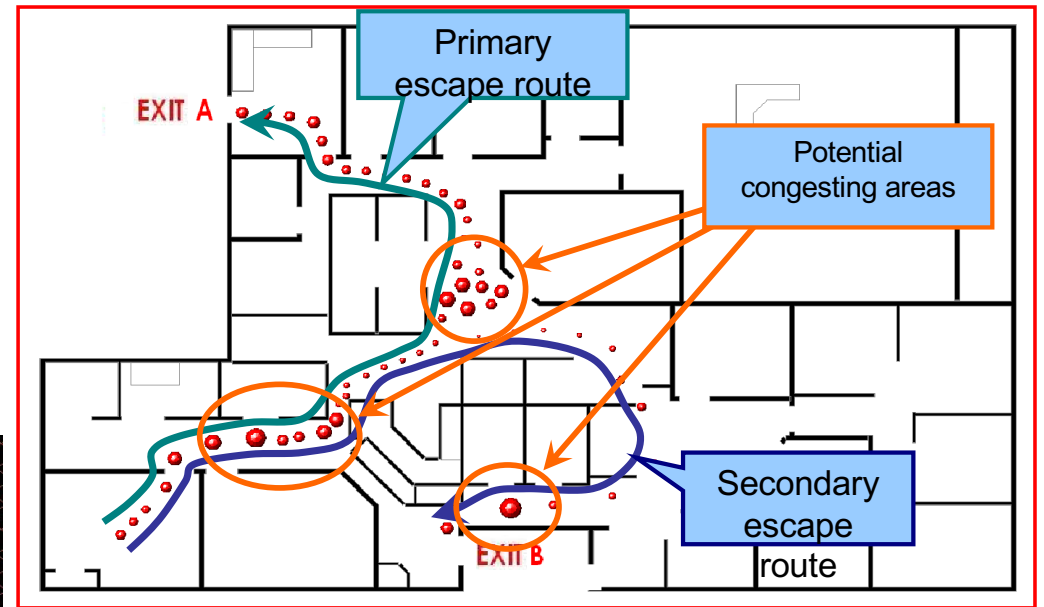 Primary
escape route
EXIT A
Potential
congesting areas
Secondary
escape
route
EXIT B